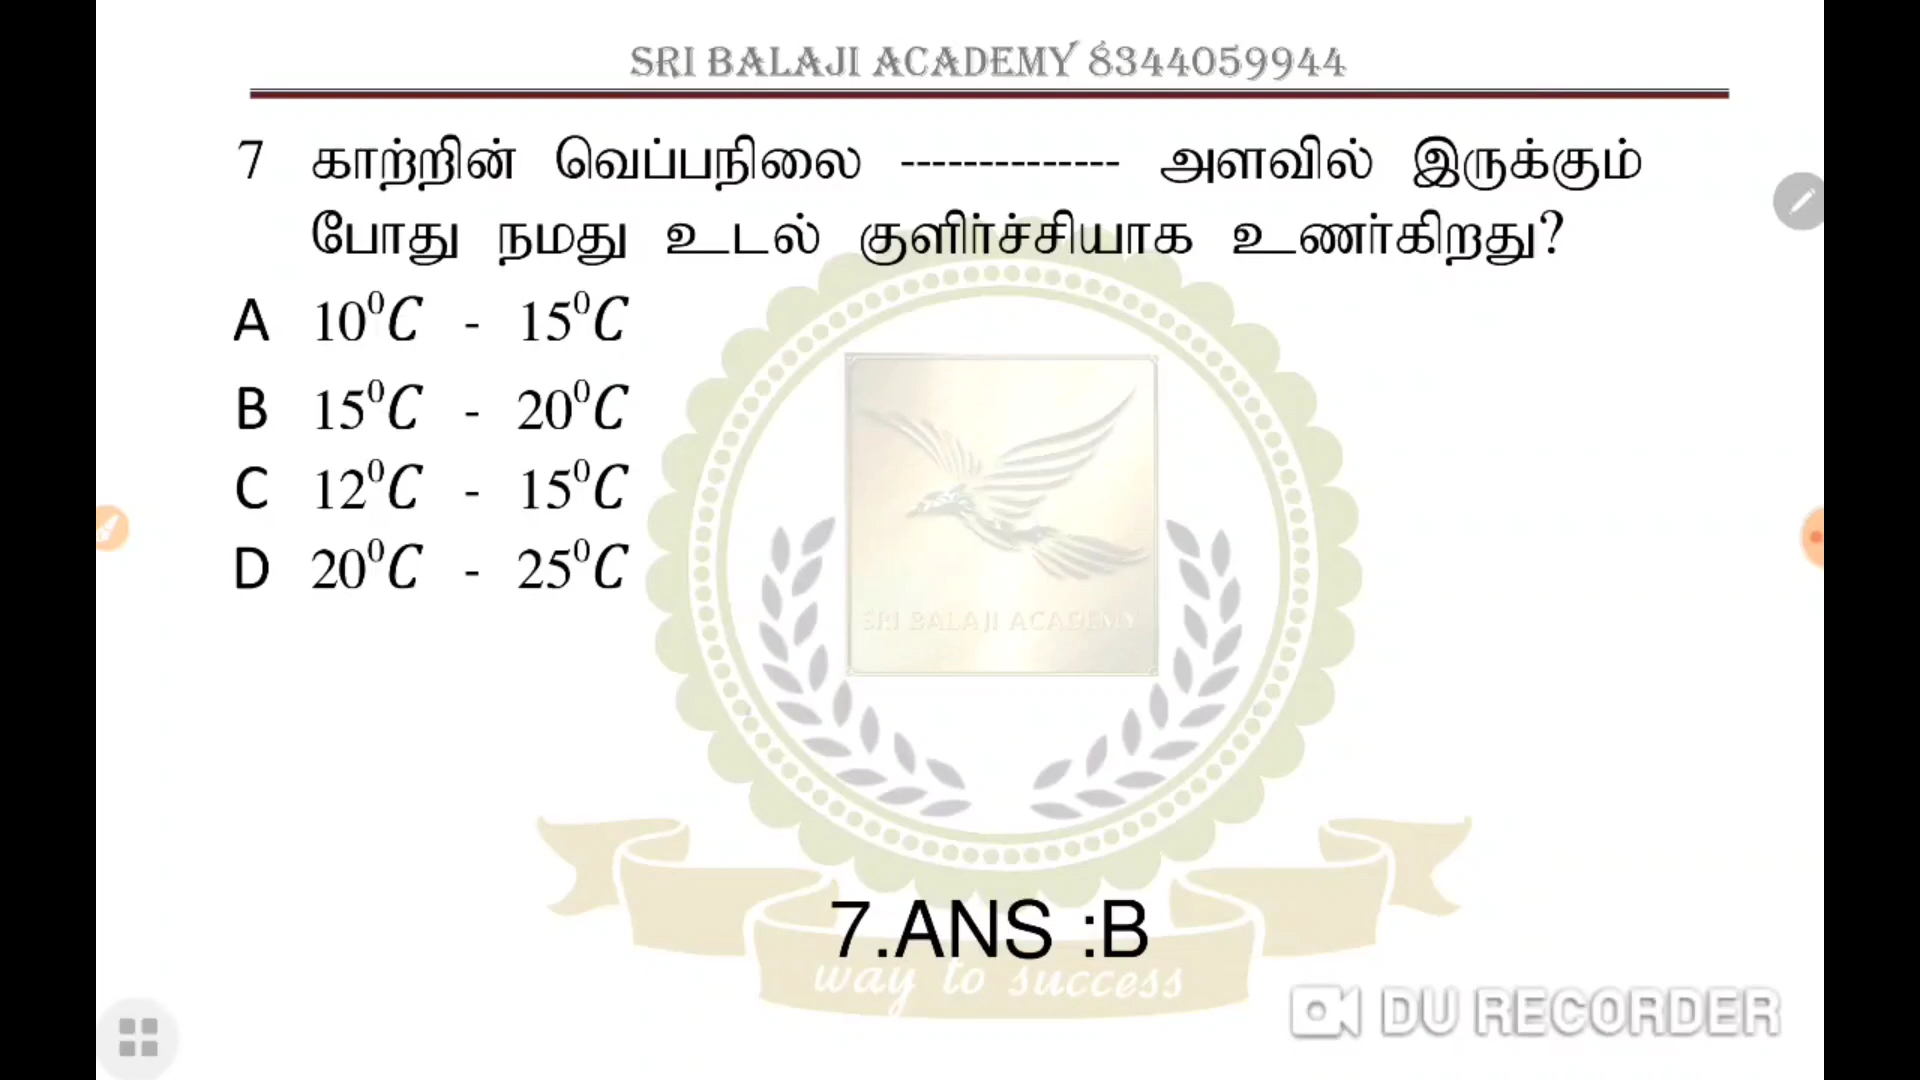 SRI BALAJI ACADEMY 8344059944
7 காற்றின் வெப்பநிலை -------------- அளவில் இருக்கும்
போது நமது உடல் குளிர்ச்சியாக உணர்கிறது?
A 10⁰C - 15⁰C
B 15⁰C - 20⁰C
C 12⁰C - 15⁰C
D 20⁰C - 25⁰C
SRI BALAJI ACADEMY
7.ANS :B
way to success
DU RECORDER